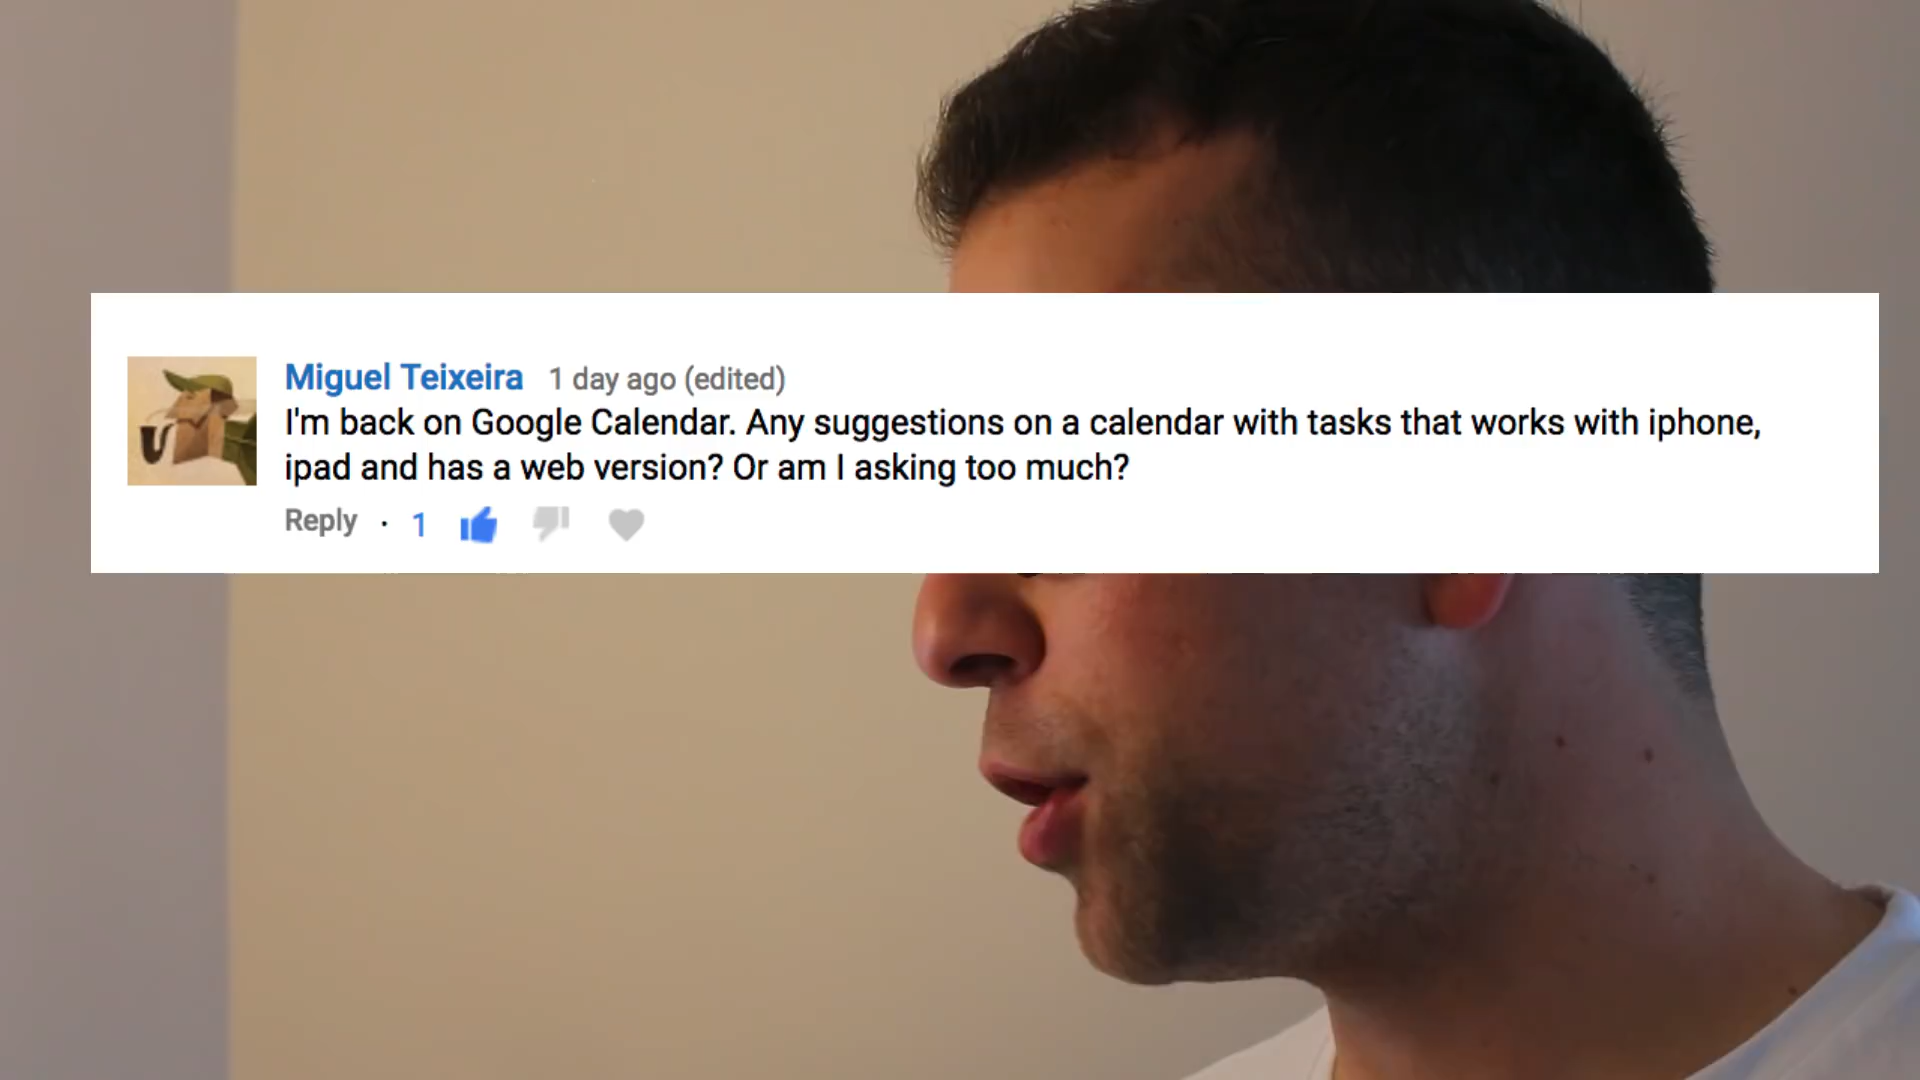 Miguel Teixeira 1 day ago (edited)
I'm back on Google Calendar. Any suggestions on a calendar with tasks that works with iphone,
ipad and has a web version? Or am I asking too much?
Reply · 1